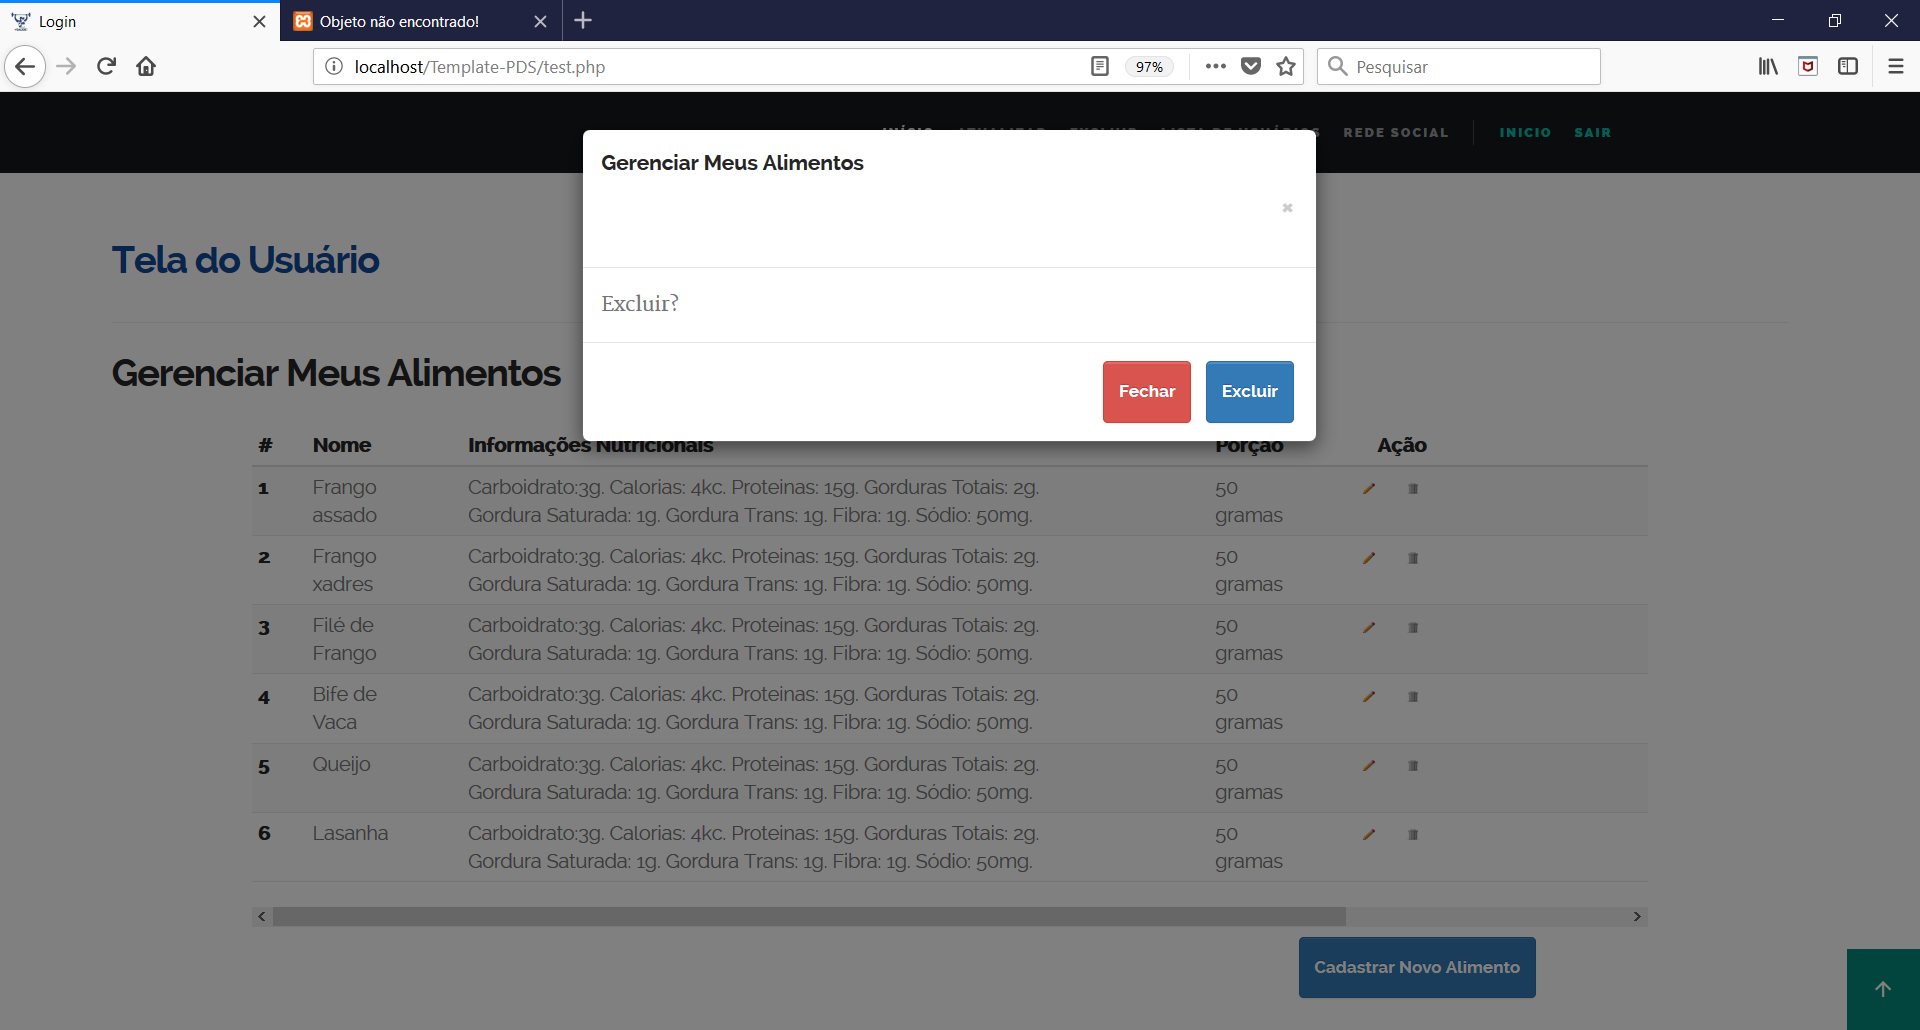 Login
Objeto não encontrado!
localhost/Template-PDS/test.php
97%
Pesquisar
REDE SOCIAL
INICIO
SAIR
Gerenciar Meus Alimentos
×
Tela do Usuário
Excluir?
Gerenciar Meus Alimentos
Fechar
Excluir
# Nome Informações Nutricionais Porção Ação
1 Frango assado Carboidrato:3g. Calorias: 4kc. Proteinas: 15g. Gorduras Totais: 2g.
Gordura Saturada: 1g. Gordura Trans: 1g. Fibra: 1g. Sódio: 50mg. 50 gramas
2 Frango xadres Carboidrato:3g. Calorias: 4kc. Proteinas: 15g. Gorduras Totais: 2g.
Gordura Saturada: 1g. Gordura Trans: 1g. Fibra: 1g. Sódio: 50mg. 50 gramas
3 Filé de Frango Carboidrato:3g. Calorias: 4kc. Proteinas: 15g. Gorduras Totais: 2g.
Gordura Saturada: 1g. Gordura Trans: 1g. Fibra: 1g. Sódio: 50mg. 50 gramas
4 Bife de Vaca Carboidrato:3g. Calorias: 4kc. Proteinas: 15g. Gorduras Totais: 2g.
Gordura Saturada: 1g. Gordura Trans: 1g. Fibra: 1g. Sódio: 50mg. 50 gramas
5 Queijo Carboidrato:3g. Calorias: 4kc. Proteinas: 15g. Gorduras Totais: 2g.
Gordura Saturada: 1g. Gordura Trans: 1g. Fibra: 1g. Sódio: 50mg. 50 gramas
6 Lasanha Carboidrato:3g. Calorias: 4kc. Proteinas: 15g. Gorduras Totais: 2g.
Gordura Saturada: 1g. Gordura Trans: 1g. Fibra: 1g. Sódio: 50mg. 50 gramas
Cadastrar Novo Alimento